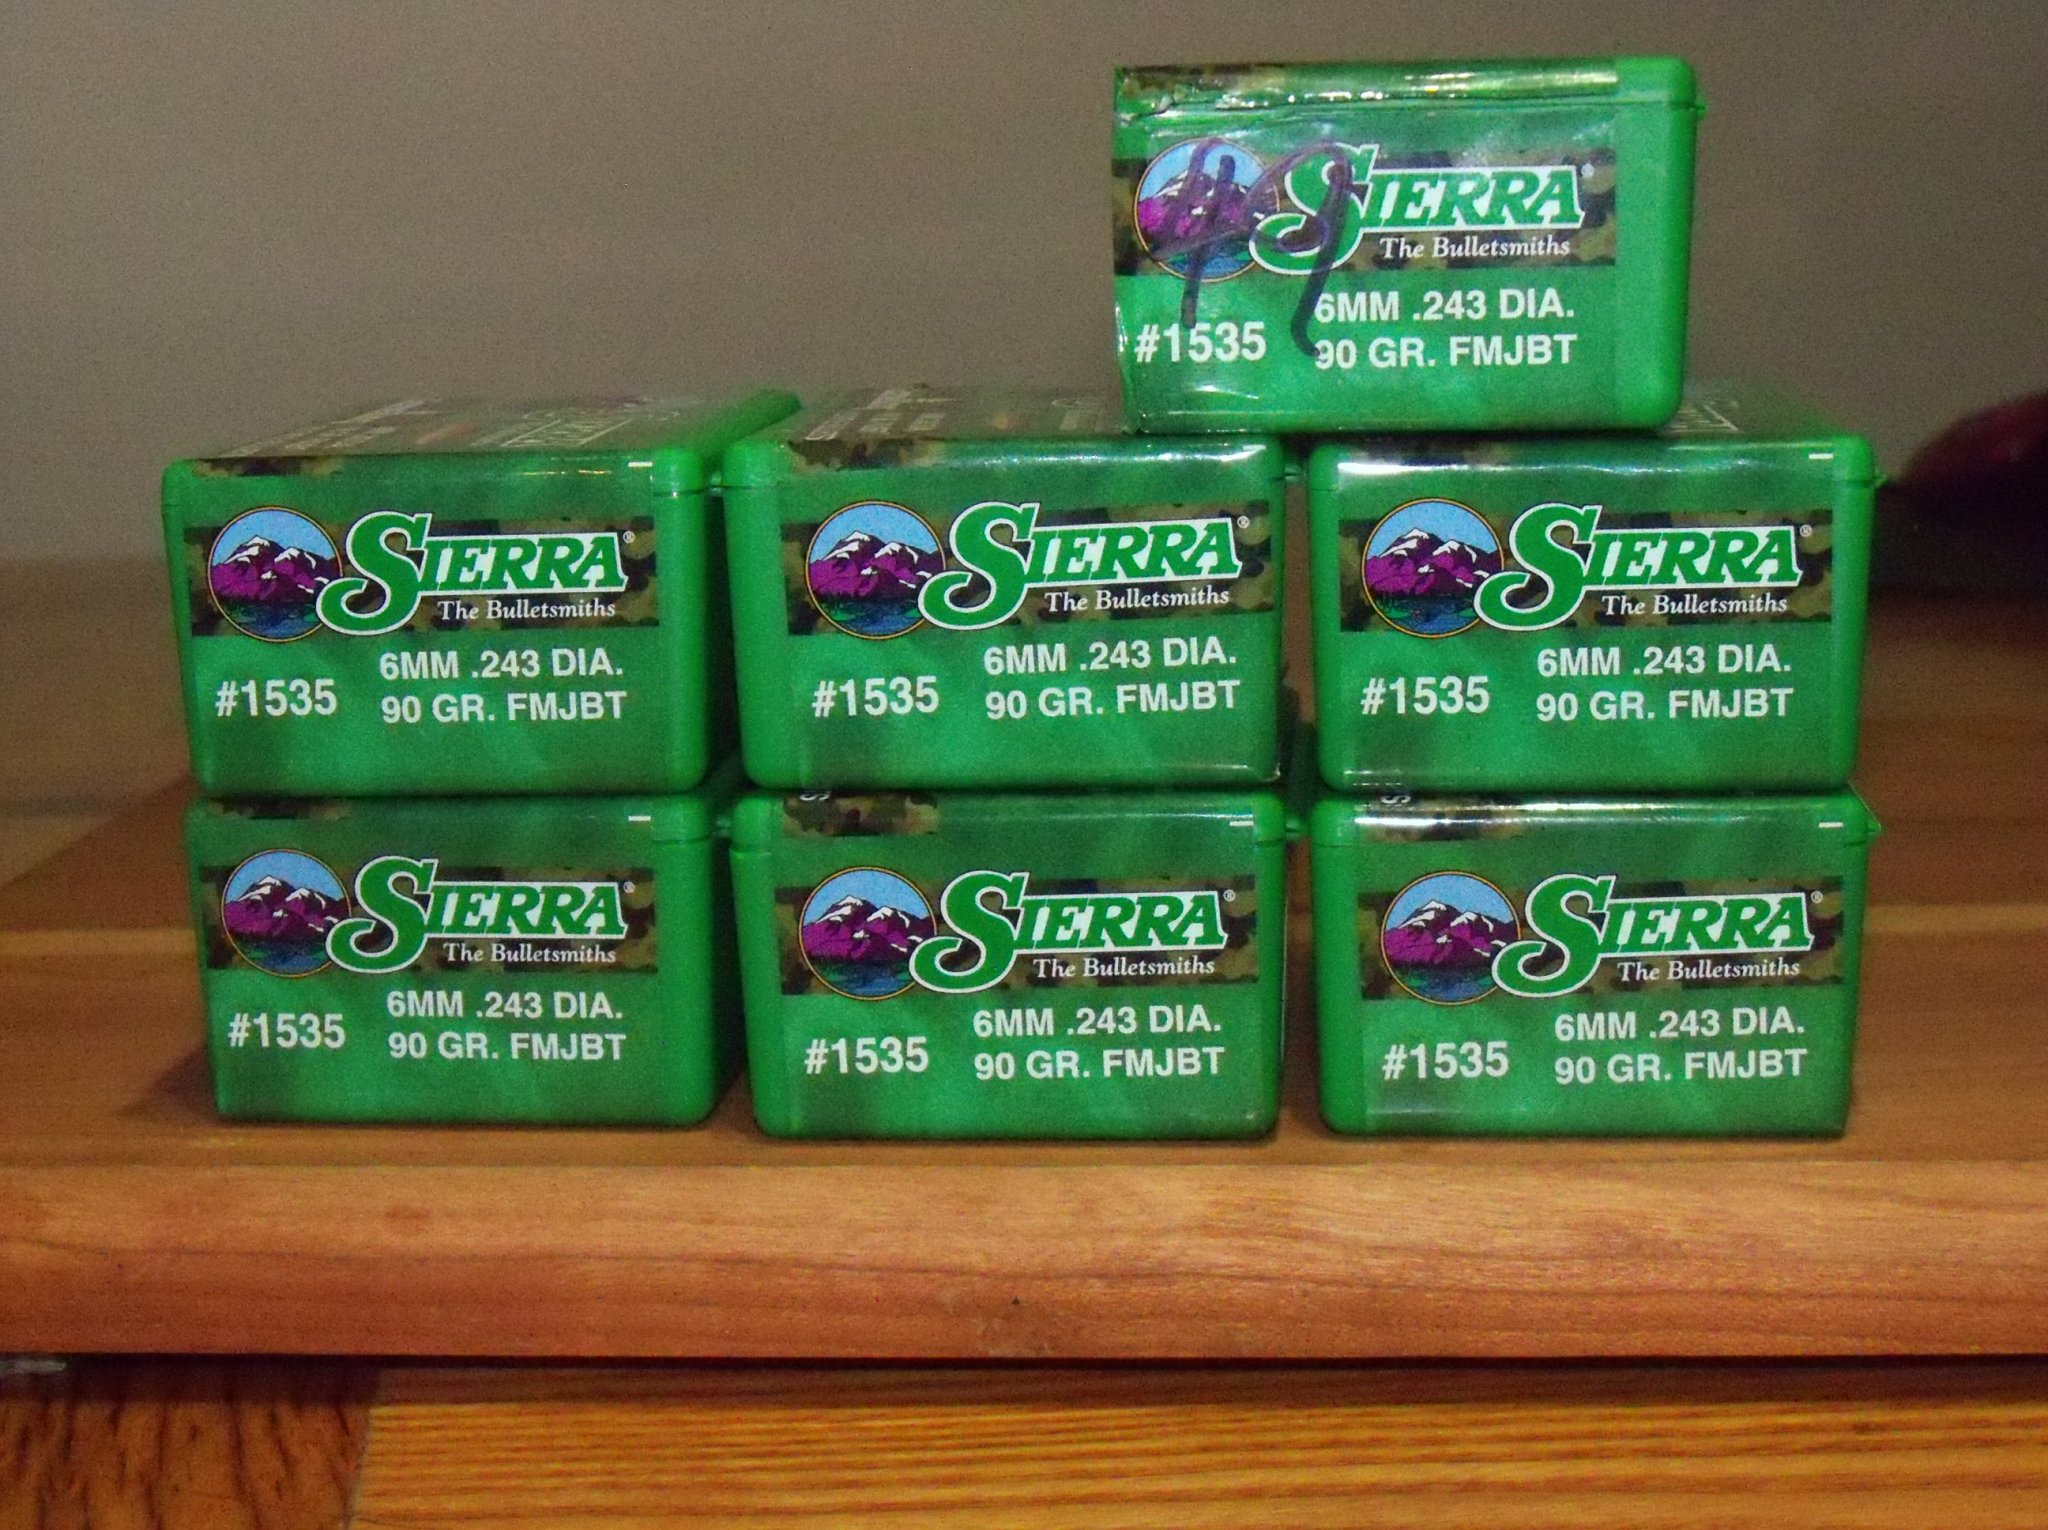 SIERRA®
The Bulletsmiths
6MM .243 DIA.
#1535
90 GR. FMJBT
SIERRA®
The Bulletsmiths
6MM .243 DIA.
#1535
90 GR. FMJBT
SIERRA®
The Bulletsmiths
6MM .243 DIA.
#1535
90 GR. FMJBT
SIERRA®
The Bulletsmiths
6MM .243 DIA.
#1535
90 GR. FMJBT
SIERRA®
The Bulletsmiths
6MM .243 DIA.
#1535
90 GR. FMJBT
SIERRA®
The Bulletsmiths
6MM .243 DIA.
#1535
90 GR. FMJBT
SIERRA®
The Bulletsmiths
6MM .243 DIA.
#1535
90 GR. FMJBT